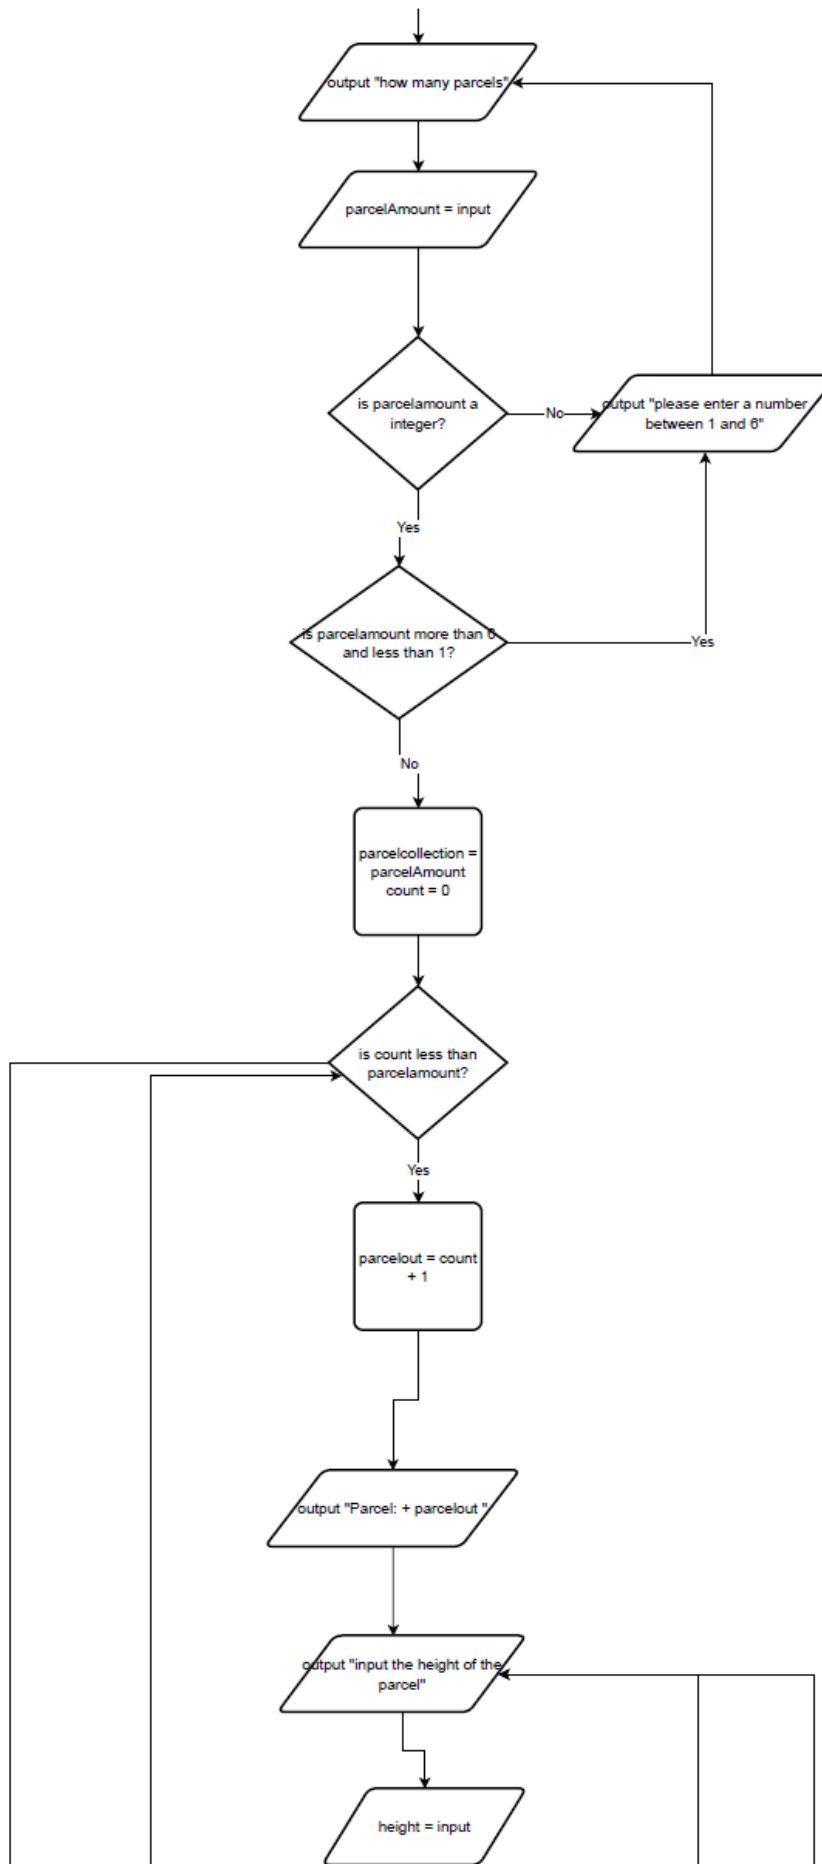 output "how many parcels"
parcelAmount = input
is parcelamount a
integer?
No
output "please enter a number
between 1 and 6"
Yes
is parcelamount more than 6
and less than 1?
Yes
No
parcelcollection =
parcelAmount
count = 0
is count less than
parcelamount?
Yes
parcelout = count
+ 1
output "Parcel: + parcelout "
output "input the height of the
parcel"
height = input